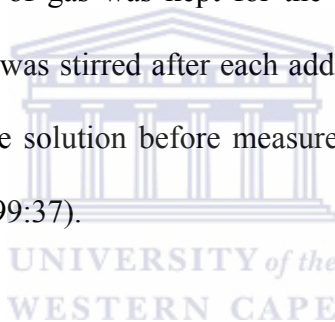 of gas was kept for the
was stirred after each add
e solution before measure
99:37).
UNIVERSITY of the
WESTERN CAPE